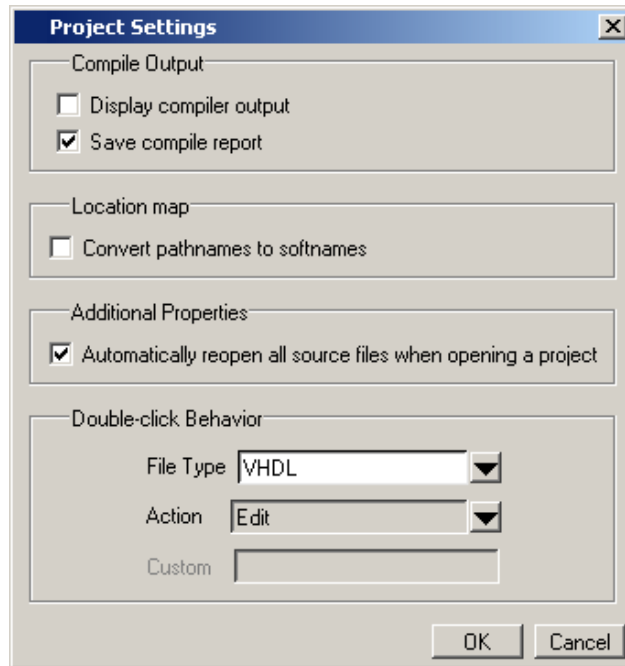 Project Settings
Compile Output
Display compiler output
Save compile report
Location map
Convert pathnames to softnames
Additional Properties
Automatically reopen all source files when opening a project
Double-click Behavior
File Type VHDL
Action Edit
Custom
OK Cancel